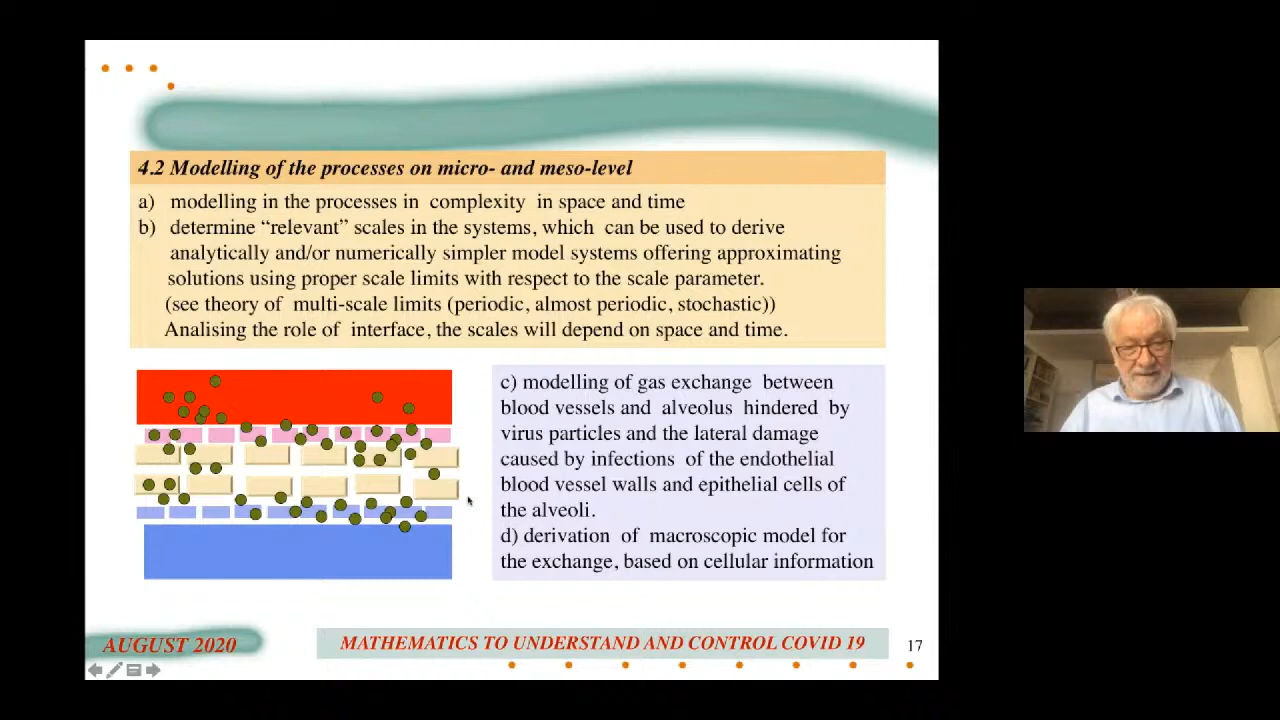 4.2 Modelling of the processes on micro- and meso-level
a) modelling in the processes in complexity in space and time
b) determine “relevant” scales in the systems, which can be used to derive
analytically and/or numerically simpler model systems offering approximating
solutions using proper scale limits with respect to the scale parameter.
(see theory of multi-scale limits (periodic, almost periodic, stochastic))
Analising the role of interface, the scales will depend on space and time.
c) modelling of gas exchange between
blood vessels and alveolus hindered by
virus particles and the lateral damage
caused by infections of the endothelial
blood vessel walls and epithelial cells of
the alveoli.
d) derivation of macroscopic model for
the exchange, based on cellular information
AUGUST 2020
MATHEMATICS TO UNDERSTAND AND CONTROL COVID 19
17